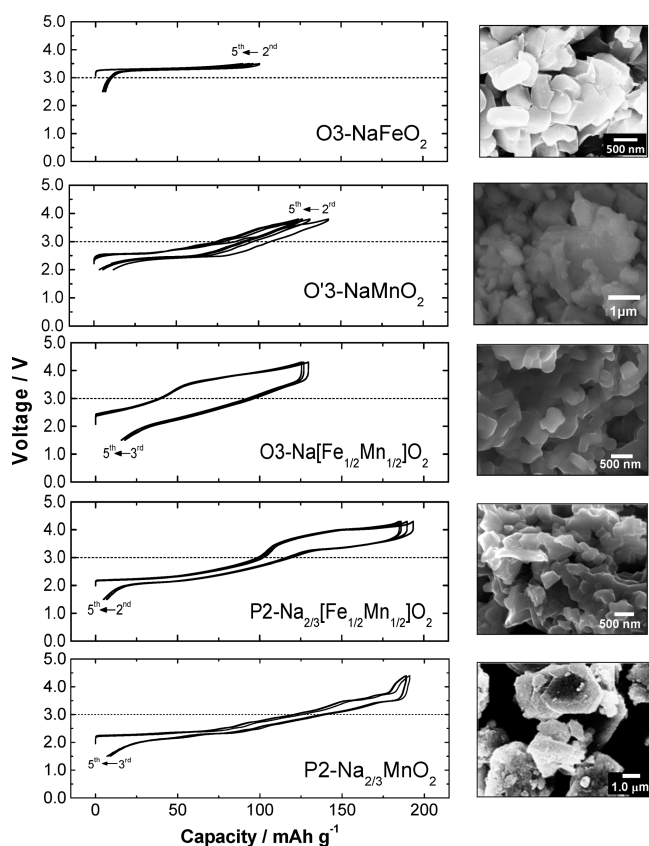 Voltage / V
5.0
4.0
3.0
2.0
1.0
0.0
5th ← 2nd
O3-NaFeO2
500 nm
5.0
4.0
3.0
2.0
1.0
0.0
5th ← 2rd
O'3-NaMnO2
1μm
5.0
4.0
3.0
2.0
1.0
0.0
5th ← 3rd
O3-Na[Fe1/2Mn1/2]O2
500 nm
5.0
4.0
3.0
2.0
1.0
0.0
5th ← 2nd
P2-Na2/3[Fe1/2Mn1/2]O2
500 nm
5.0
4.0
3.0
2.0
1.0
0.0
5th ← 3rd
P2-Na2/3MnO2
1.0 μm
0 50 100 150 200
Capacity / mAh g-1